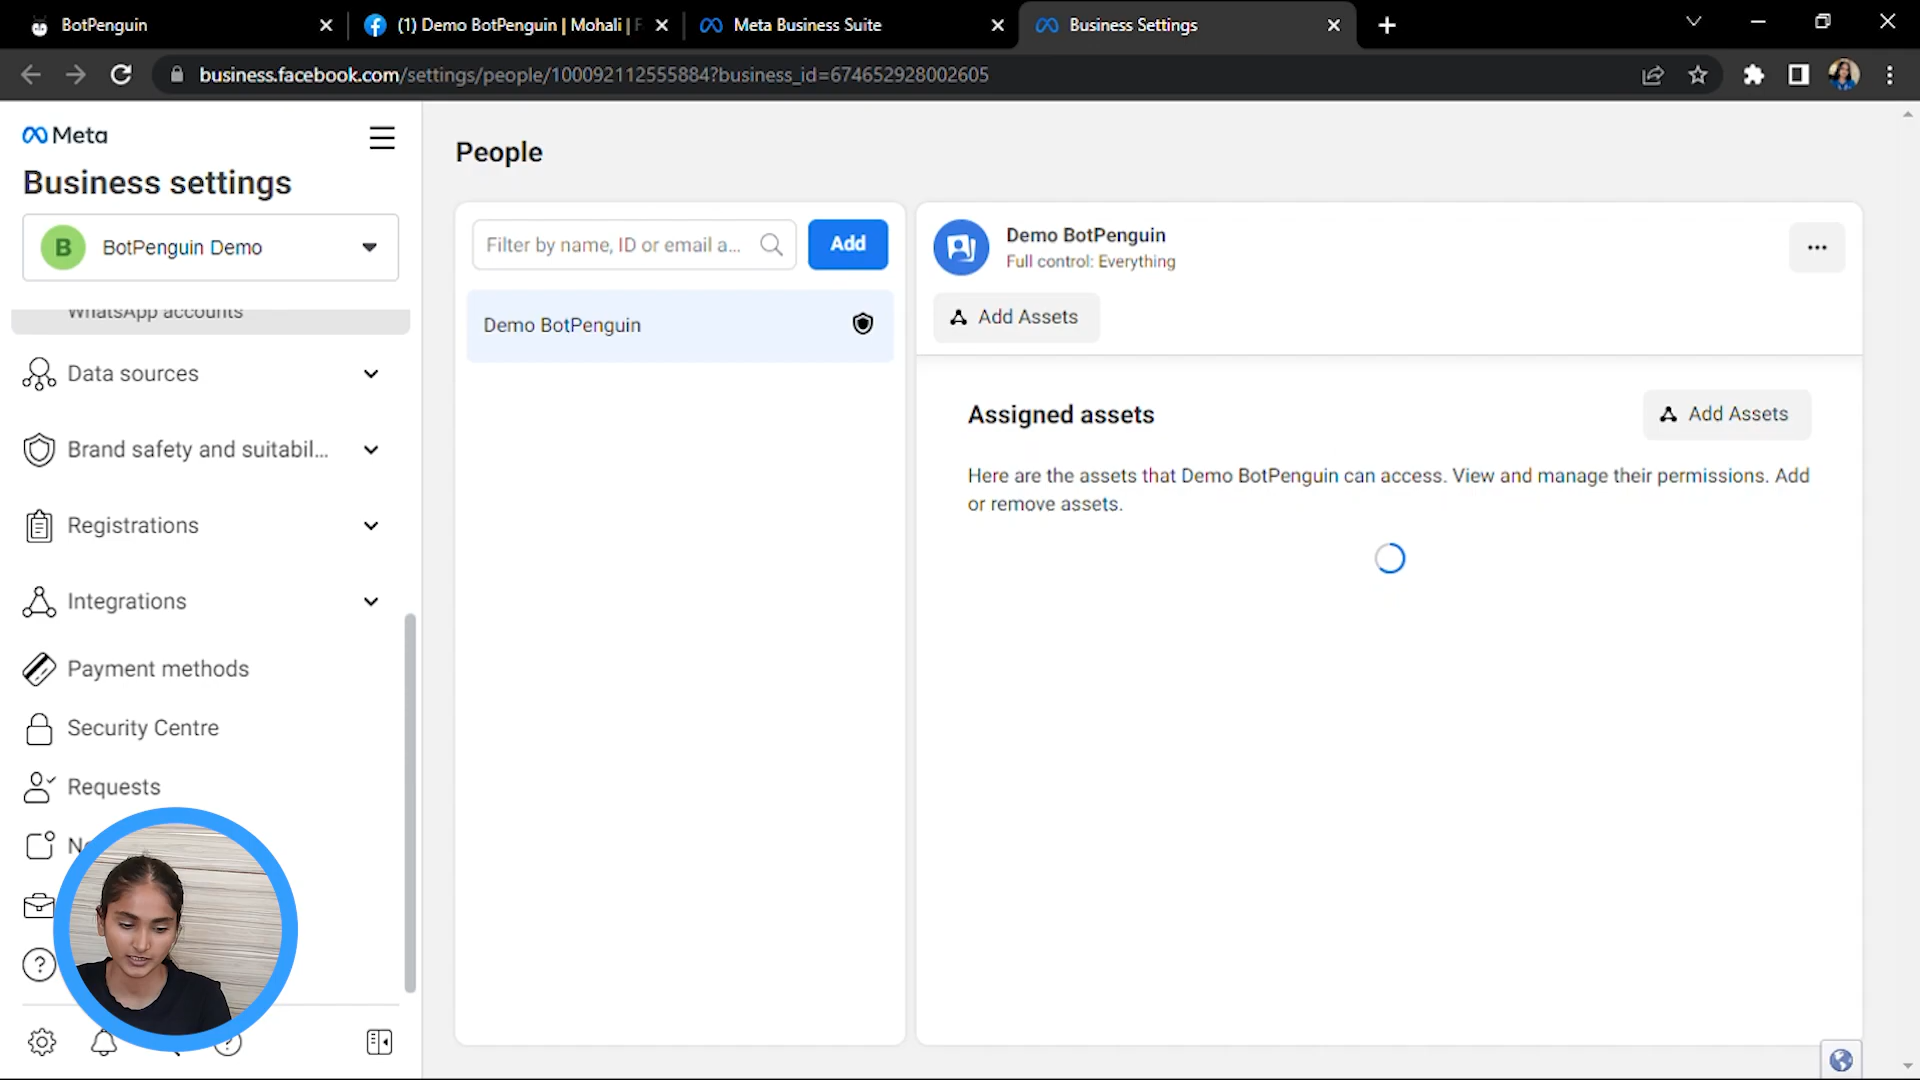 BotPenguin
(1) Demo BotPenguin | Mohali | F
Meta Business Suite
Business Settings
business.facebook.com/settings/people/100092112555884?business_id=674652928002605
Meta
Business settings
B
BotPenguin Demo
WhatsApp accounts
Data sources
Brand safety and suitabil...
Registrations
Integrations
Payment methods
Security Centre
Requests
People
Filter by name, ID or email a...
Add
Demo BotPenguin
Demo BotPenguin
Full control: Everything
Add Assets
Assigned assets
Add Assets
Here are the assets that Demo BotPenguin can access. View and manage their permissions. Add
or remove assets.